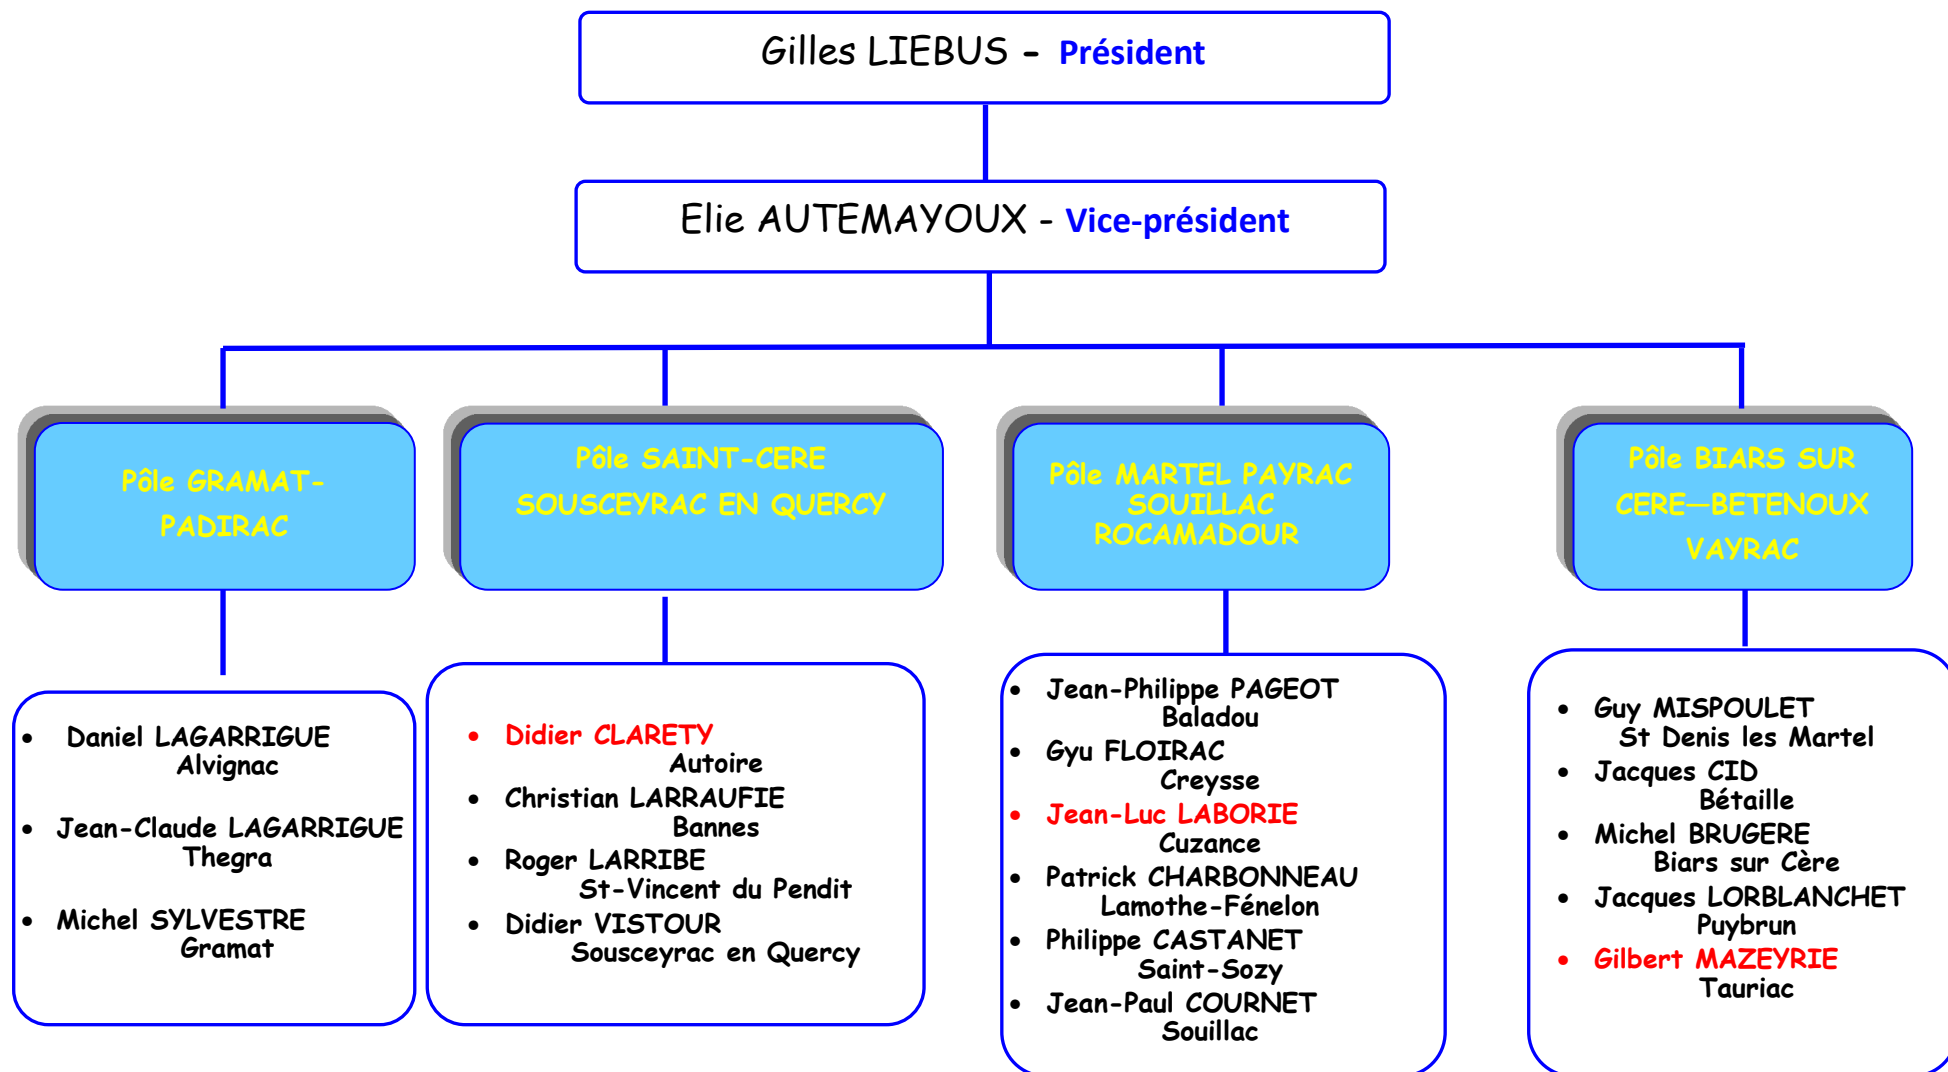 Gilles LIEBUS - Président
Elie AUTEMAYOUX - Vice-président
Pôle GRAMAT-
PADIRAC
Pôle SAINT-CERE
SOUSCEYRAC EN QUERCY
Pôle MARTEL PAYRAC
SOUILLAC
ROCAMADOUR
Pôle BIARS SUR
CERE—BETENOUX
VAYRAC
• Daniel LAGARRIGUE
Alvignac
• Jean-Claude LAGARRIGUE
Thegra
• Michel SYLVESTRE
Gramat
• Didier CLARETY
Autoire
• Christian LARRAUFIE
Bannes
• Roger LARRIBE
St-Vincent du Pendit
• Didier VISTOUR
Sousceyrac en Quercy
• Jean-Philippe PAGEOT
Baladou
• Gyu FLOIRAC
Creysse
• Jean-Luc LABORIE
Cuzance
• Patrick CHARBONNEAU
Lamothe-Fénelon
• Philippe CASTANET
Saint-Sozy
• Jean-Paul COURNET
Souillac
• Guy MISPOULET
St Denis les Martel
• Jacques CID
Bétaille
• Michel BRUGERE
Biars sur Cère
• Jacques LORBLANCHET
Puybrun
• Gilbert MAZEYRIE
Tauriac